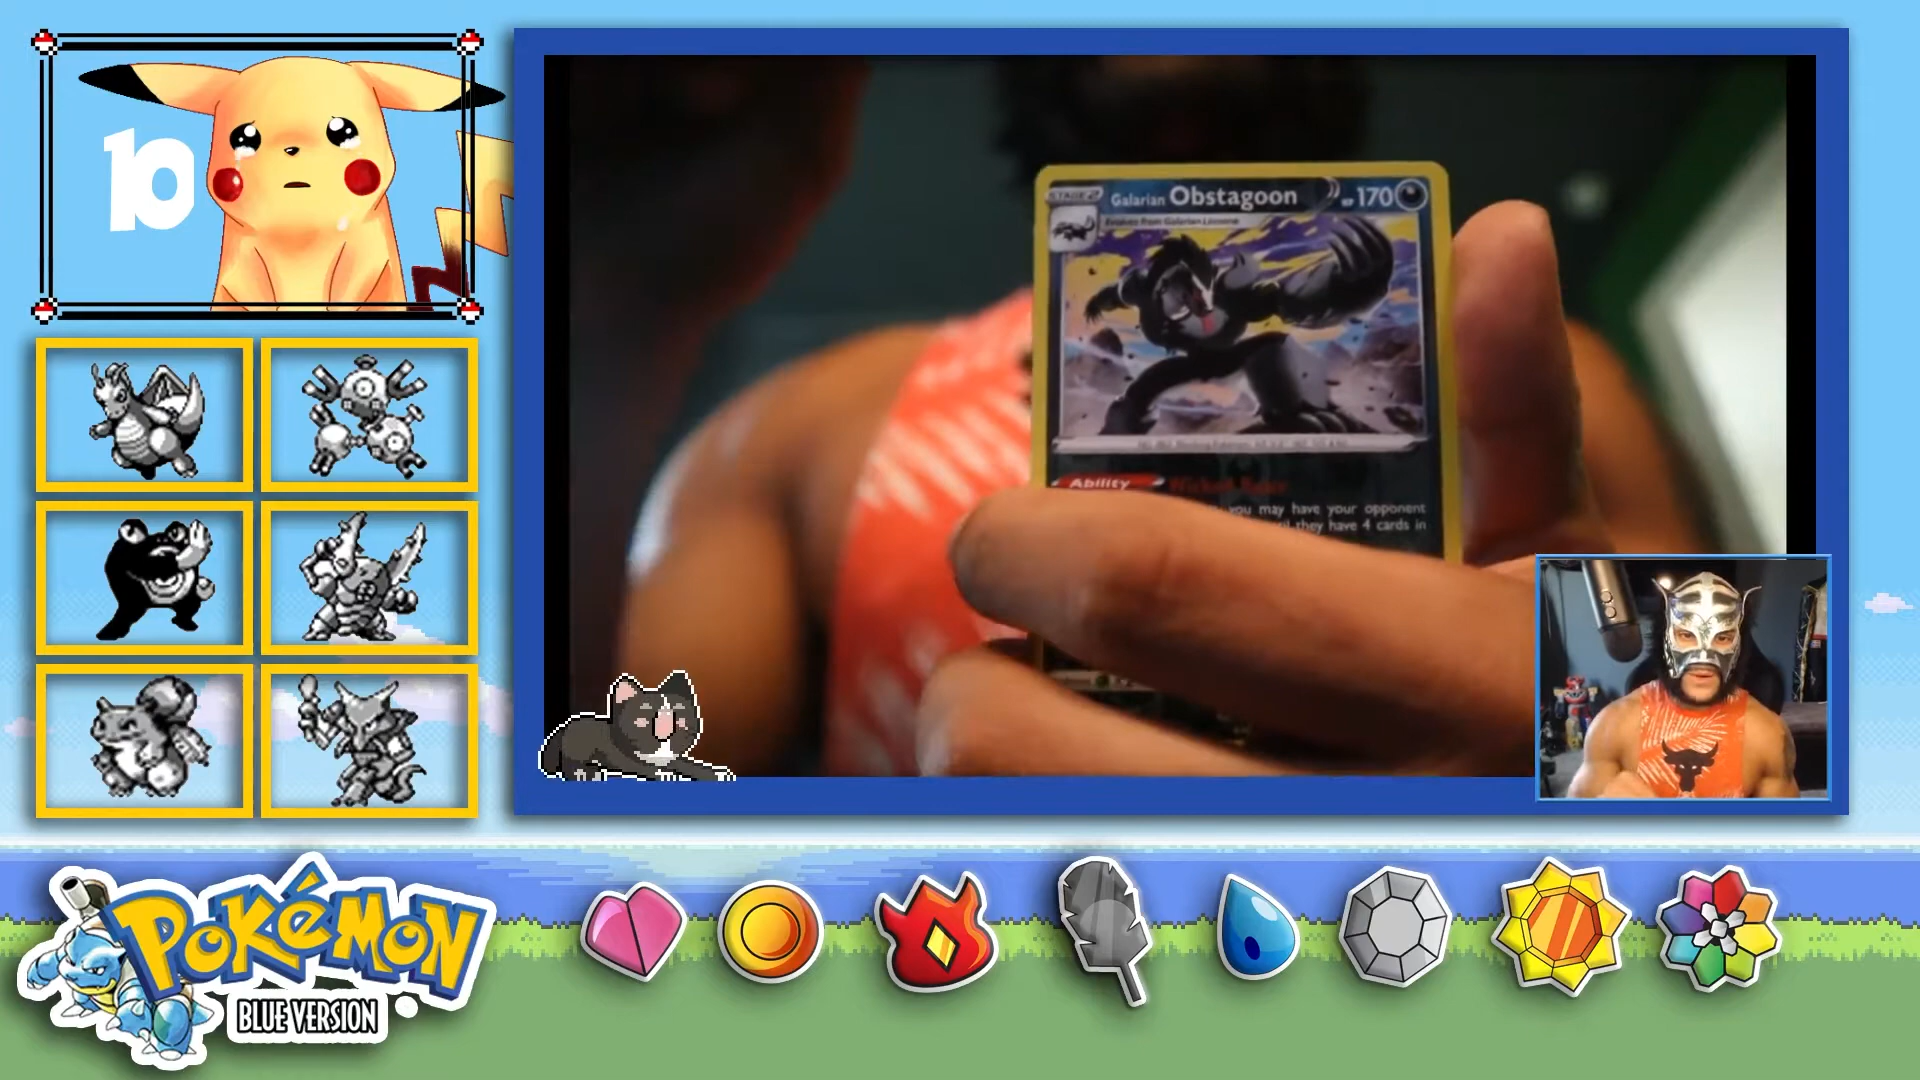 10
STAGE 2
Galarian Obstagoon HP 170
Evolves from Galarian Linoone
Ability
you may have your opponent
they have 4 cards in
POKéMON
BLUE VERSION